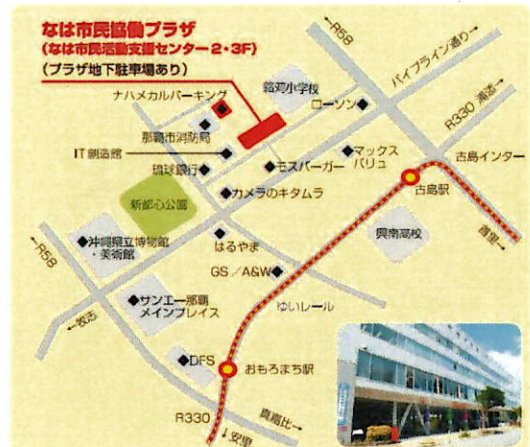 なは市民協働プラザ
(なは市民活動支援センター2・3F)
(プラザ地下駐車場あり)
←R58
パイプライン通り→
R330 浦添→
銘苅小学校
ナハメカルパーキング
ローソン
那覇市消防局
IT創造館
琉球銀行
モスバーガー
マックス
バリュ
古島インター
古島駅
首里→
カメラのキタムラ
新都心公園
興南高校
←R58
沖縄県立博物館
・美術館
はるやま
GS/A&W
サンエー那覇
メインプレイス
ゆいレール
←牧志
DFS
おもろまち駅
R330
真嘉比→
↓安里